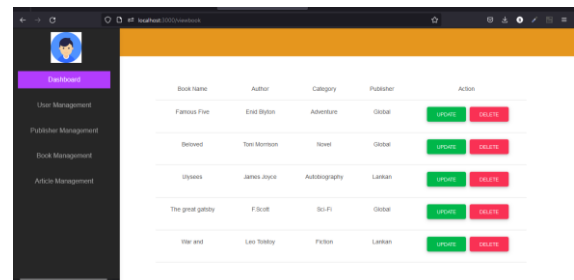 localhost:3000/viewbook
Dashboard
User Management
Publisher Management
Book Management
Article Management
Book Name Author Category Publisher Action
Famous Five Enid Blyton Adventure Global UPDATE DELETE
Beloved Toni Morrison Novel Global UPDATE DELETE
Ulysees James Joyce Autobiography Lankan UPDATE DELETE
The great gatsby F.Scott Sci-Fi Global UPDATE DELETE
War and Leo Tolstoy Fiction Lankan UPDATE DELETE